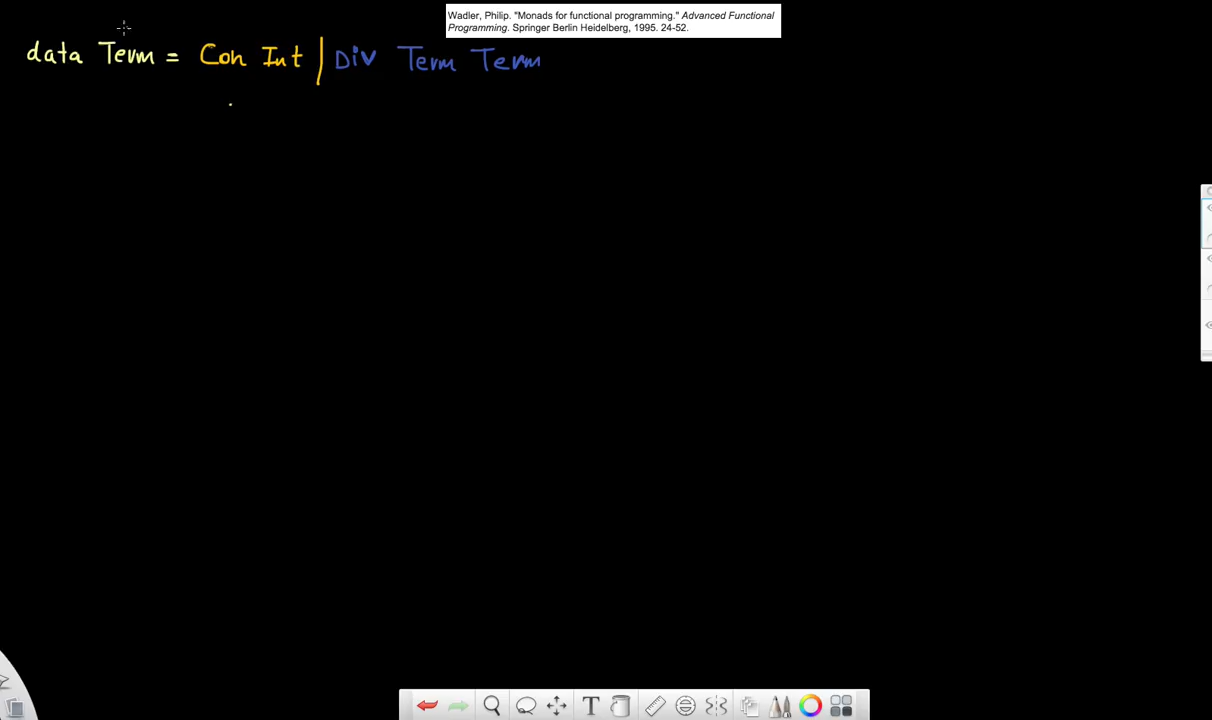 Wadler, Philip. "Monads for functional programming." Advanced Functional
Programming. Springer Berlin Heidelberg, 1995. 24-52.
data Term = Con Int | Div Term Term
T